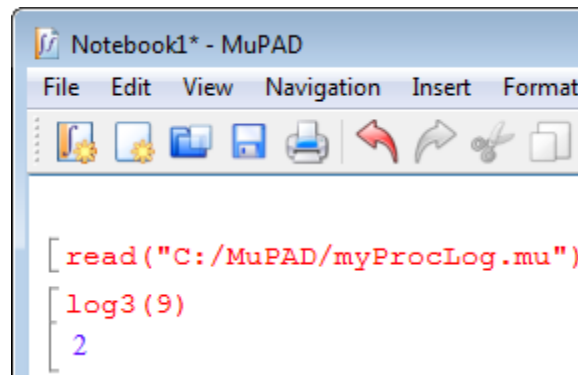 Notebook1* - MuPAD
File Edit View Navigation Insert Format
read("C:/MuPAD/myProcLog.mu")
log3(9)
2